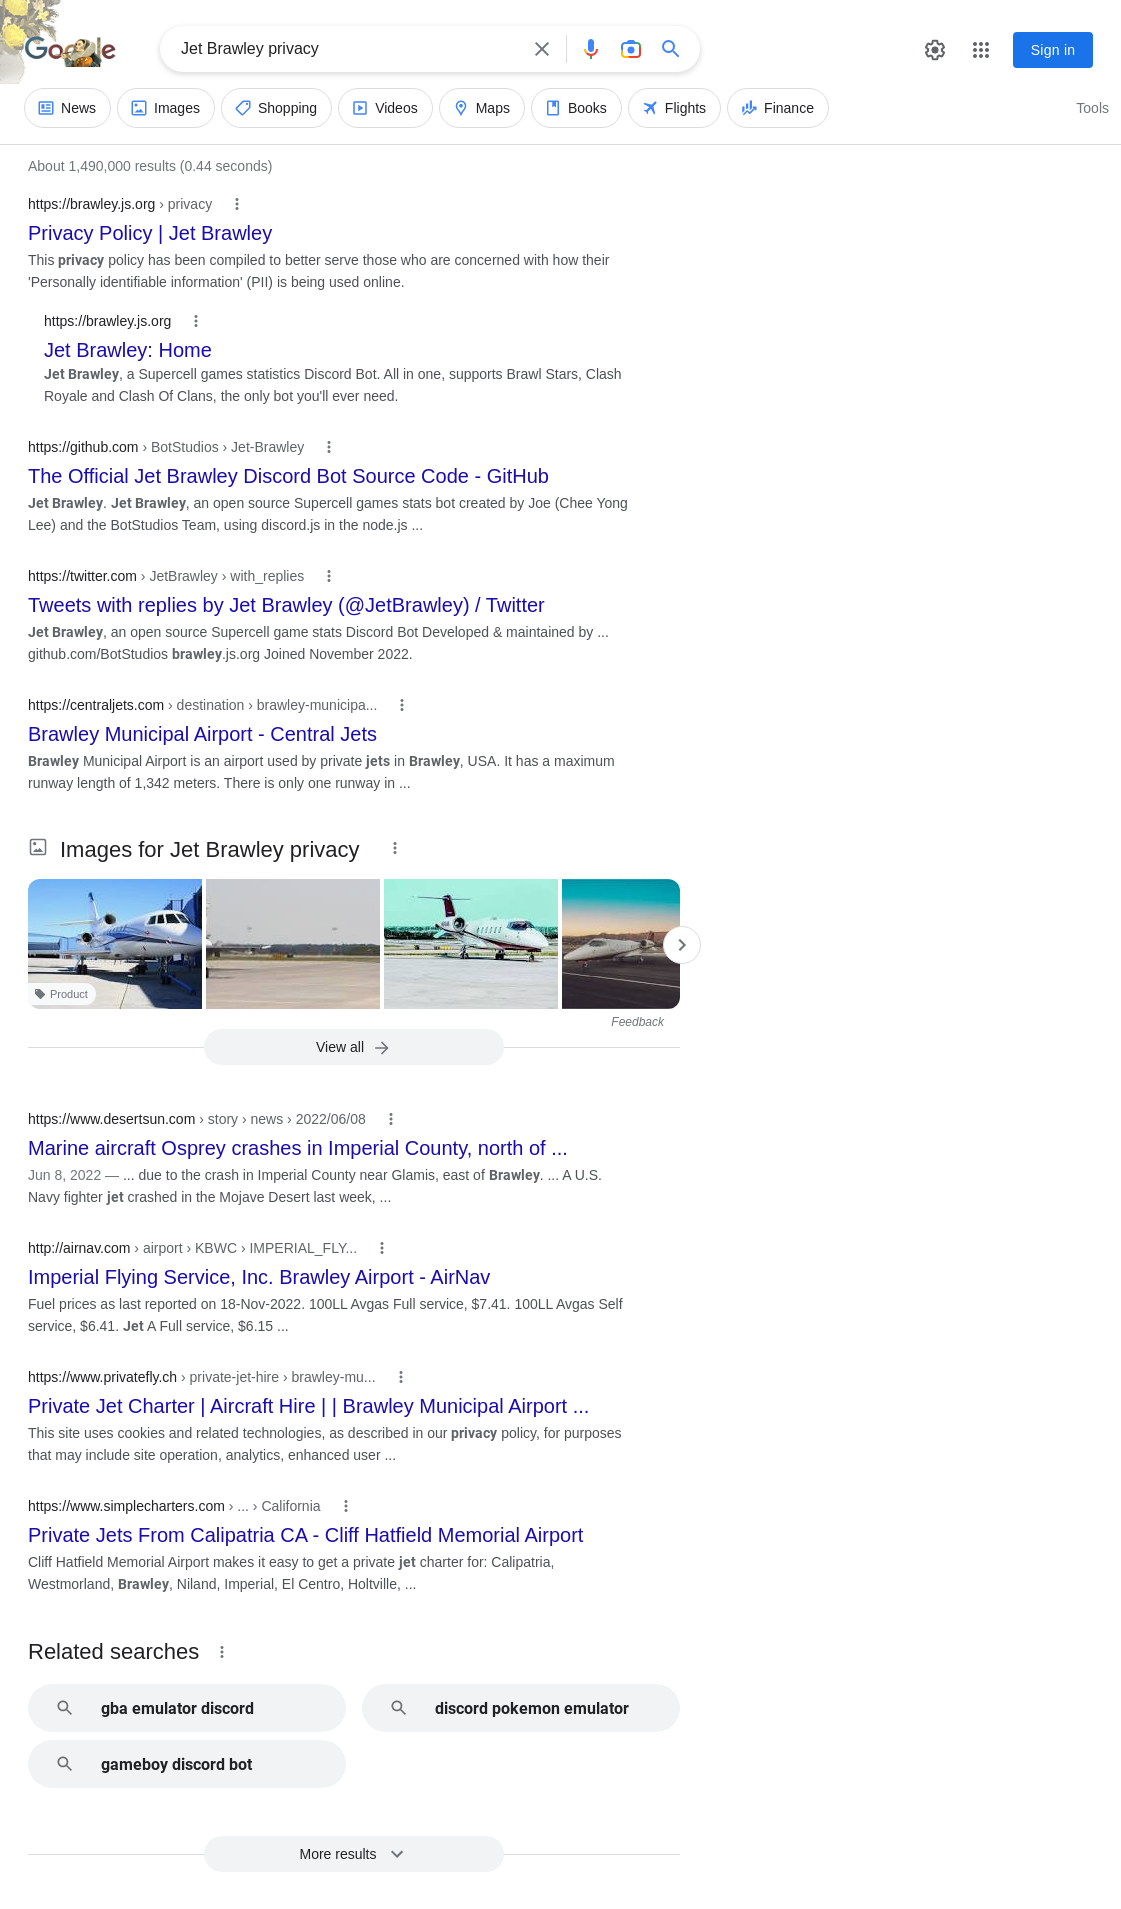 Google
Jet Brawley privacy
Sign in
News
Images
Shopping
Videos
Maps
Books
Flights
Finance
Tools
About 1,490,000 results (0.44 seconds)
https://brawley.js.org › privacy
Privacy Policy | Jet Brawley
This privacy policy has been compiled to better serve those who are concerned with how their
'Personally identifiable information' (PII) is being used online.
https://brawley.js.org
Jet Brawley: Home
Jet Brawley, a Supercell games statistics Discord Bot. All in one, supports Brawl Stars, Clash
Royale and Clash Of Clans, the only bot you'll ever need.
https://github.com › BotStudios › Jet-Brawley
The Official Jet Brawley Discord Bot Source Code - GitHub
Jet Brawley. Jet Brawley, an open source Supercell games stats bot created by Joe (Chee Yong
Lee) and the BotStudios Team, using discord.js in the node.js ...
https://twitter.com › JetBrawley › with_replies
Tweets with replies by Jet Brawley (@JetBrawley) / Twitter
Jet Brawley, an open source Supercell game stats Discord Bot Developed & maintained by ...
github.com/BotStudios brawley.js.org Joined November 2022.
https://centraljets.com › destination › brawley-municipa...
Brawley Municipal Airport - Central Jets
Brawley Municipal Airport is an airport used by private jets in Brawley, USA. It has a maximum
runway length of 1,342 meters. There is only one runway in ...
Images for Jet Brawley privacy
Product
Feedback
View all
https://www.desertsun.com › story › news › 2022/06/08
Marine aircraft Osprey crashes in Imperial County, north of ...
Jun 8, 2022 — ... due to the crash in Imperial County near Glamis, east of Brawley. ... A U.S.
Navy fighter jet crashed in the Mojave Desert last week, ...
http://airnav.com › airport › KBWC › IMPERIAL_FLY...
Imperial Flying Service, Inc. Brawley Airport - AirNav
Fuel prices as last reported on 18-Nov-2022. 100LL Avgas Full service, $7.41. 100LL Avgas Self
service, $6.41. Jet A Full service, $6.15 ...
https://www.privatefly.ch › private-jet-hire › brawley-mu...
Private Jet Charter | Aircraft Hire | | Brawley Municipal Airport ...
This site uses cookies and related technologies, as described in our privacy policy, for purposes
that may include site operation, analytics, enhanced user ...
https://www.simplecharters.com › ... › California
Private Jets From Calipatria CA - Cliff Hatfield Memorial Airport
Cliff Hatfield Memorial Airport makes it easy to get a private jet charter for: Calipatria,
Westmorland, Brawley, Niland, Imperial, El Centro, Holtville, ...
Related searches
gba emulator discord
discord pokemon emulator
gameboy discord bot
More results